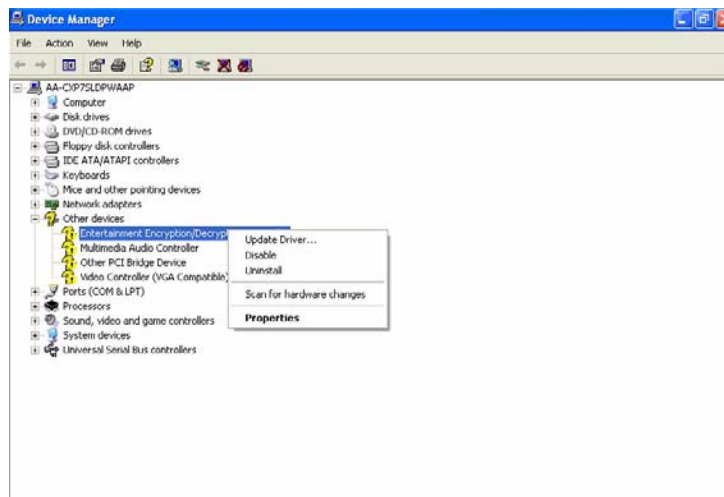 Device Manager
File Action View Help
AA-CXP7SLDPWAAP
Computer
Disk drives
DVD/CD-ROM drives
Floppy disk controllers
IDE ATA/ATAPI controllers
Keyboards
Mice and other pointing devices
Network adapters
Other devices
Entertainment Encryption/Decryp
Multimedia Audio Controller
Other PCI Bridge Device
Video Controller (VGA Compatible)
Ports (COM & LPT)
Processors
Sound, video and game controllers
System devices
Universal Serial Bus controllers
Update Driver...
Disable
Uninstall
Scan for hardware changes
Properties